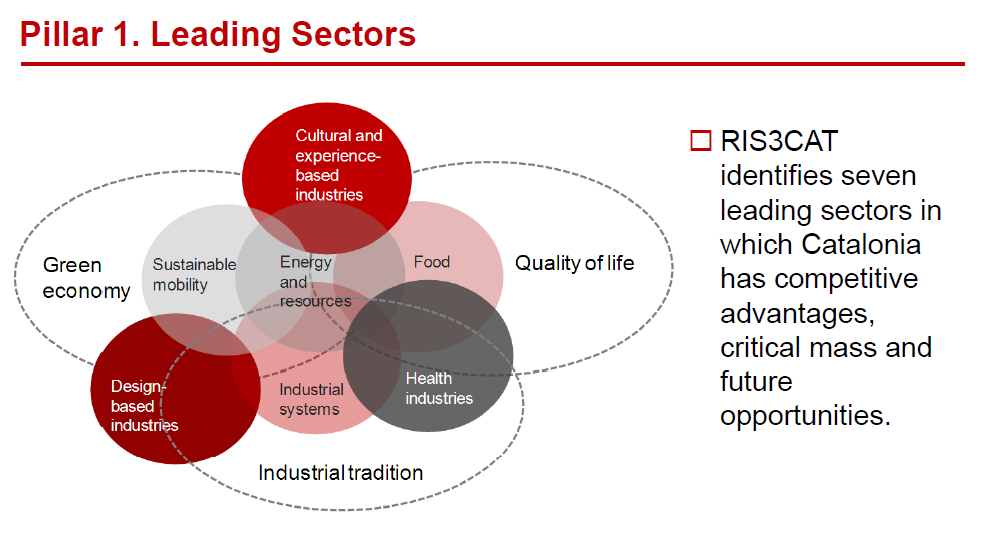 Pillar 1. Leading Sectors
Cultural and
experience-
based
industries
Green
economy
Sustainable
mobility
Energy
and
resources
Food
Quality of life
Design-
based
industries
Industrial
systems
Health
industries
Industrial tradition
RIS3CAT
identifies seven
leading sectors in
which Catalonia
has competitive
advantages,
critical mass and
future
opportunities.